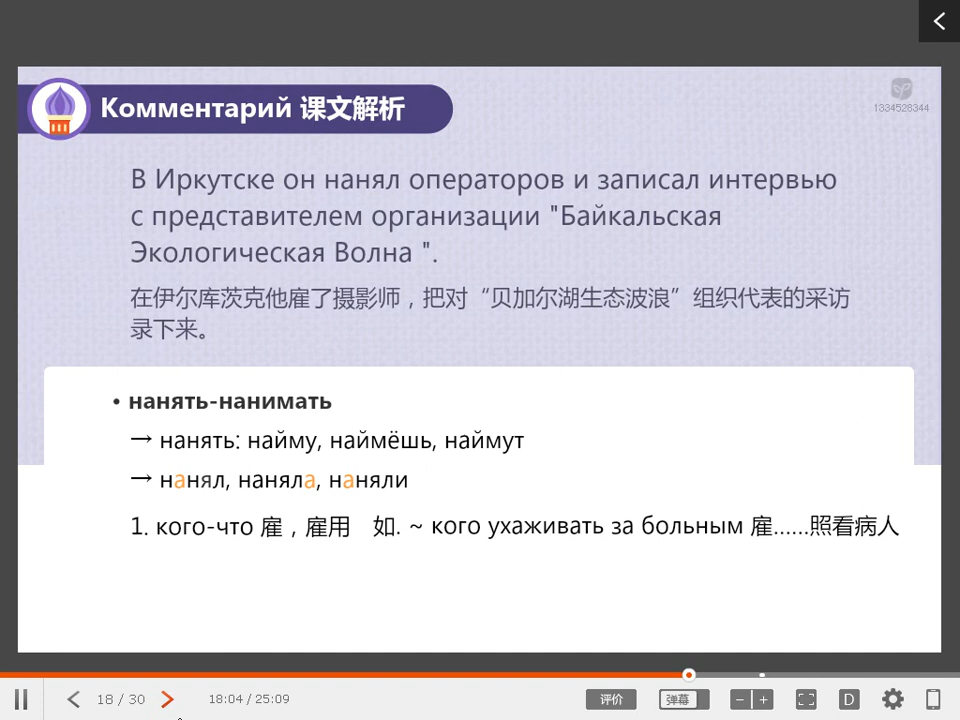 1334528344
Комментарий 课文解析
В Иркутске он нанял операторов и записал интервью
с представителем организации "Байкальская
Экологическая Волна ".
在伊尔库茨克他雇了摄影师，把对“贝加尔湖生态波浪”组织代表的采访
录下来。
• нанять-нанимать
→ нанять: найму, наймёшь, наймут
→ нанял, наняла, наняли
1. кого-что 雇，雇用 如. ~ кого ухаживать за больным 雇……照看病人
18 / 30 18:04 / 25:09 评价 弹幕 D